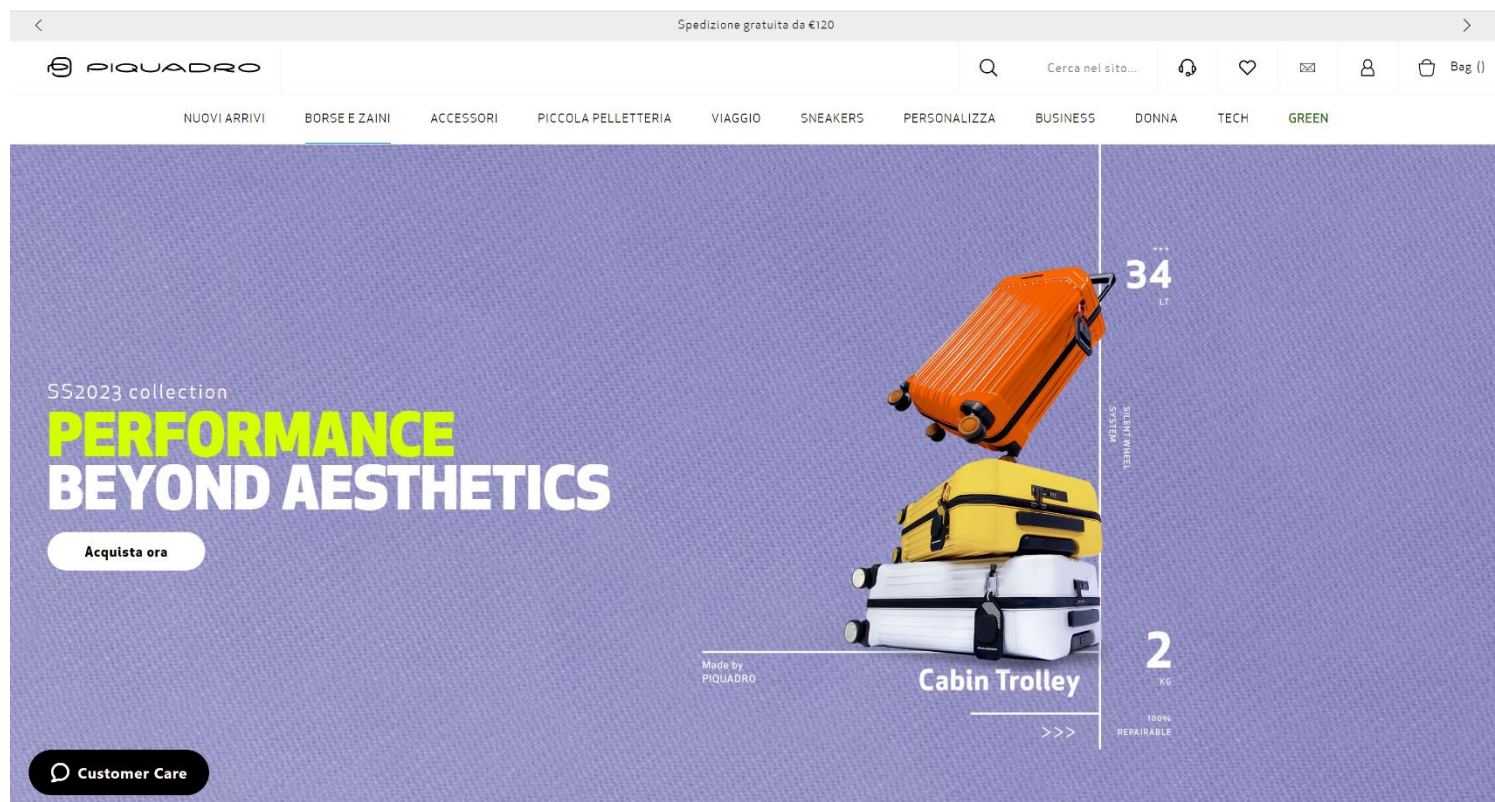 Spedizione gratuita da €120
PIQUADRO
Cerca nel sito...
Bag ()
NUOVI ARRIVI
BORSE E ZAINI
ACCESSORI
PICCOLA PELLETTERIA
VIAGGIO
SNEAKERS
PERSONALIZZA
BUSINESS
DONNA
TECH
GREEN
SS2023 collection
PERFORMANCE
BEYOND AESTHETICS
Acquista ora
34
LT
SILENT WHEEL
SYSTEM
2
KG
Made by
PIQUADRO
Cabin Trolley
>>>
100%
REPAIRABLE
Customer Care